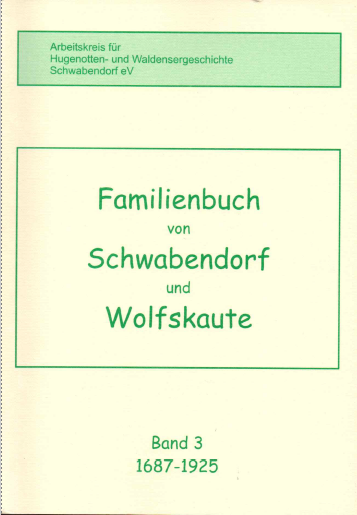 Arbeitskreis für
Hugenotten- und Waldensergeschichte
Schwabendorf eV
Familienbuch
von
Schwabendorf
und
Wolfskaute
Band 3
1687-1925